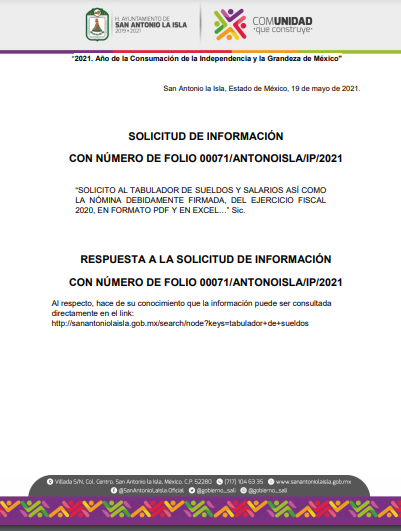 H. AYUNTAMIENTO DE
SAN ANTONIO LA ISLA
2019 • 2021
COMUNIDAD
que construye
"2021. Año de la Consumación de la Independencia y la Grandeza de México"
San Antonio la Isla, Estado de México, 19 de mayo de 2021.
SOLICITUD DE INFORMACIÓN
CON NÚMERO DE FOLIO 00071/ANTONOISLA/IP/2021
"SOLICITO AL TABULADOR DE SUELDOS Y SALARIOS ASÍ COMO
LA NÓMINA DEBIDAMENTE FIRMADA, DEL EJERCICIO FISCAL
2020, EN FORMATO PDF Y EN EXCEL..." Sic.
RESPUESTA A LA SOLICITUD DE INFORMACIÓN
CON NÚMERO DE FOLIO 00071/ANTONOISLA/IP/2021
Al respecto, hace de su conocimiento que la información puede ser consultada
directamente en el link:
http://sanantoniolaisla.gob.mx/search/node?keys=tabulador+de+sueldos
Villada S/N, Col. Centro, San Antonio la Isla, México. C.P. 52280 (717) 104 63 35 www.sanantoniolaisla.gob.mx
@SanAntonioLaIsla.Oficial @gobierno_sali @gobierno_sali